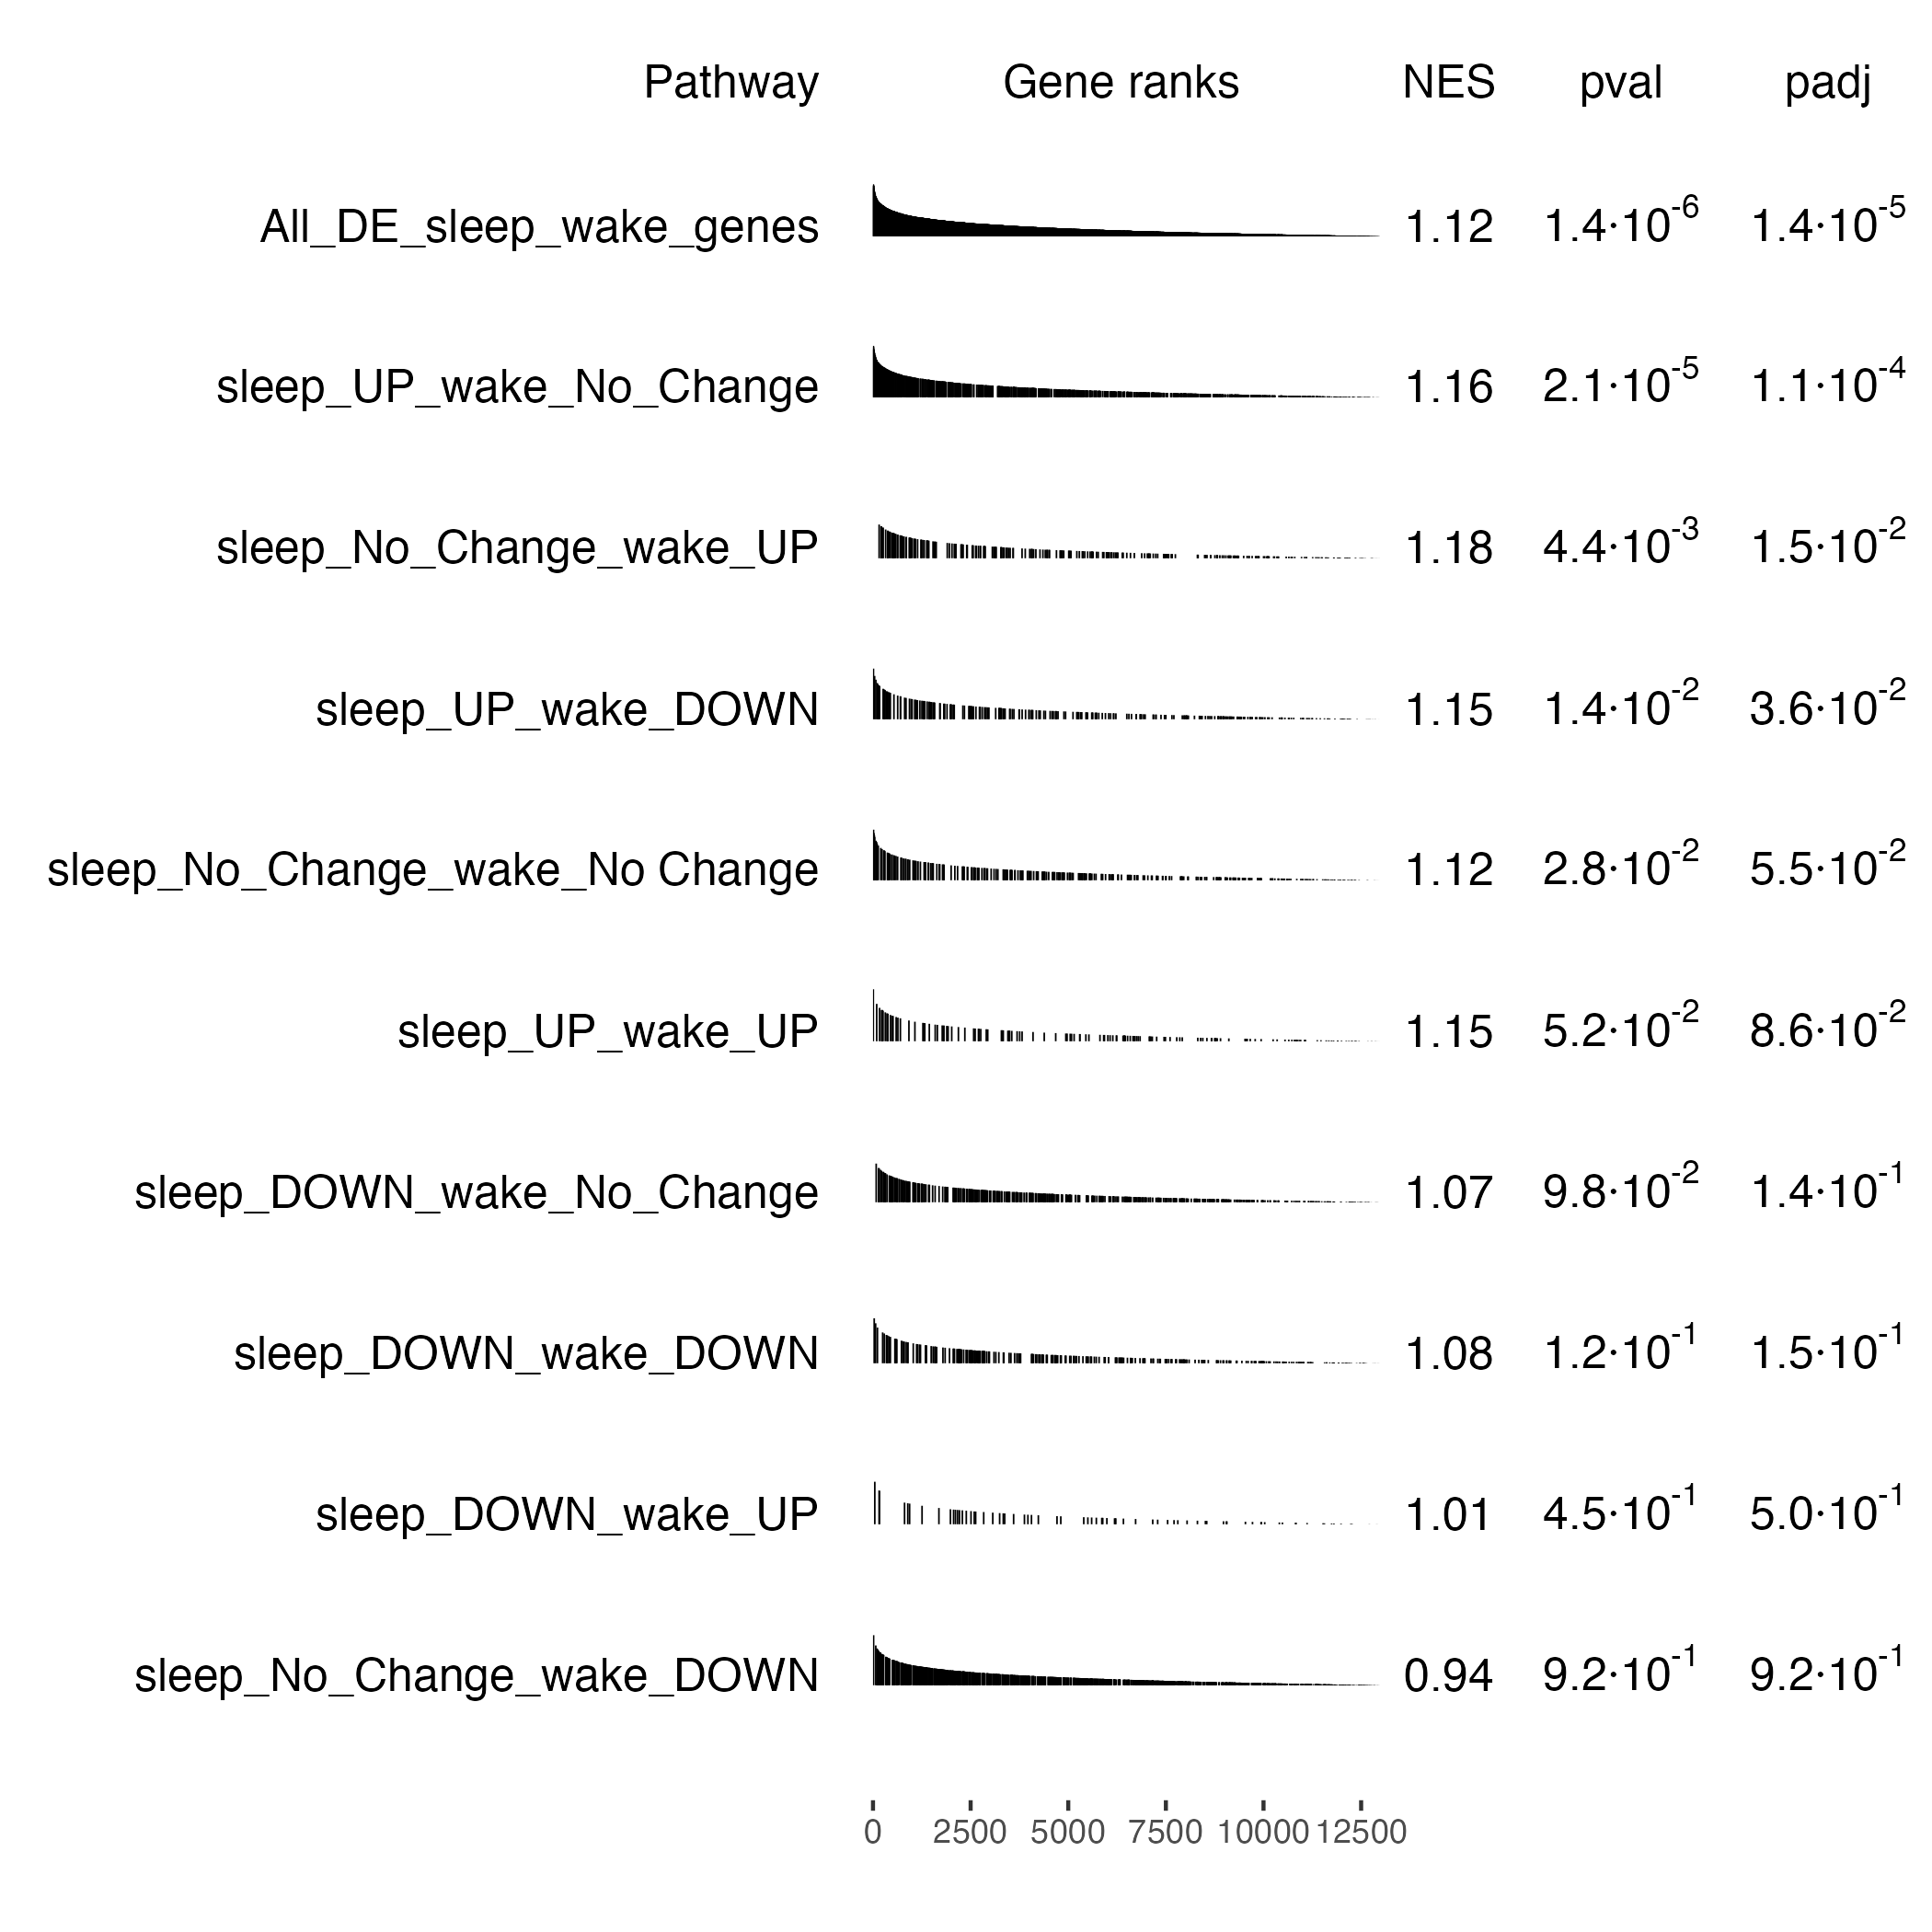 Pathway Gene ranks NES pval padj
All_DE_sleep_wake_genes 1.12 1.4·10⁻⁶ 1.4·10⁻⁵
sleep_UP_wake_No_Change 1.16 2.1·10⁻⁵ 1.1·10⁻⁴
sleep_No_Change_wake_UP 1.18 4.4·10⁻³ 1.5·10⁻²
sleep_UP_wake_DOWN 1.15 1.4·10⁻² 3.6·10⁻²
sleep_No_Change_wake_No Change 1.12 2.8·10⁻² 5.5·10⁻²
sleep_UP_wake_UP 1.15 5.2·10⁻² 8.6·10⁻²
sleep_DOWN_wake_No_Change 1.07 9.8·10⁻² 1.4·10⁻¹
sleep_DOWN_wake_DOWN 1.08 1.2·10⁻¹ 1.5·10⁻¹
sleep_DOWN_wake_UP 1.01 4.5·10⁻¹ 5.0·10⁻¹
sleep_No_Change_wake_DOWN 0.94 9.2·10⁻¹ 9.2·10⁻¹
0 2500 5000 7500 10000 12500